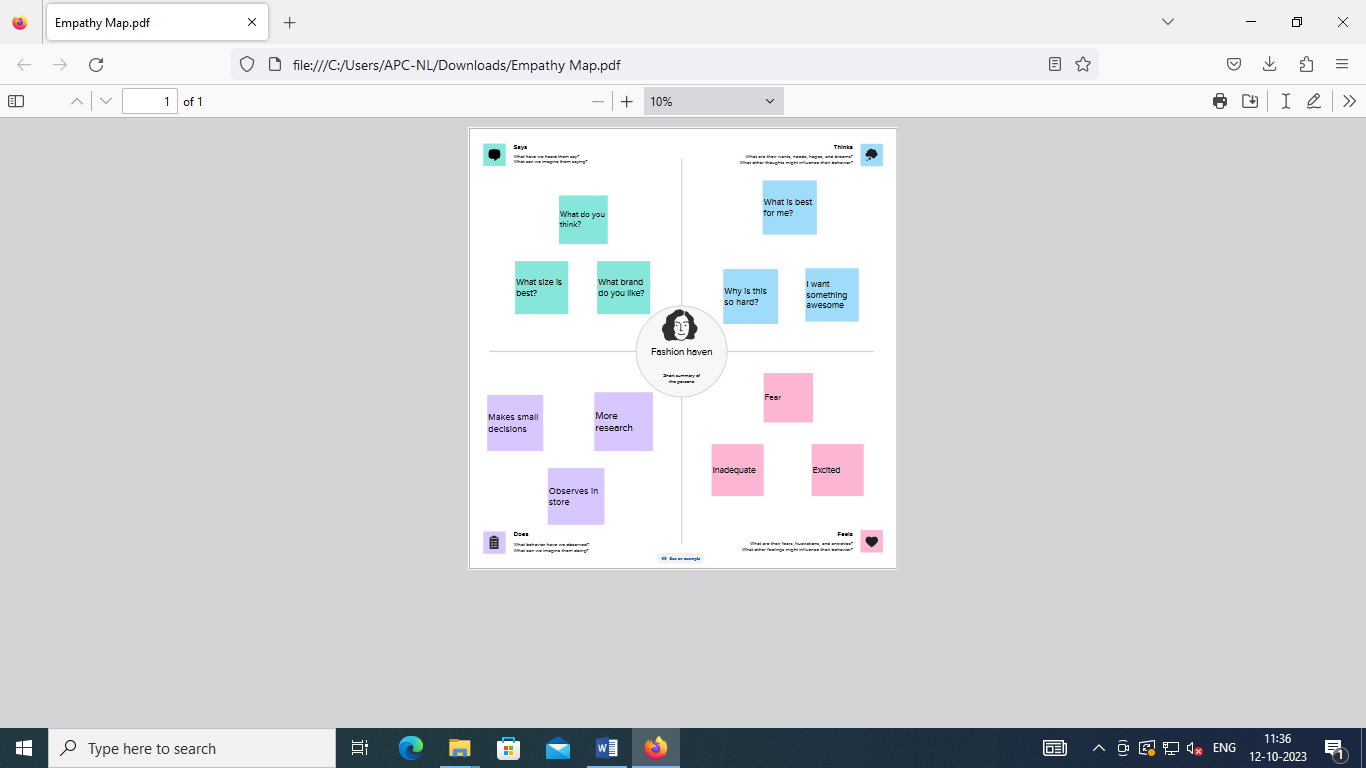 Empathy Map.pdf
file:///C:/Users/APC-NL/Downloads/Empathy Map.pdf
1 of 1
10%
Says
What have we heard them say?
What can we imagine them saying?
Thinks
What are their wants, needs, hopes, and dreams?
What other thoughts might influence their behavior?
What do you
think?
What size is
best?
What brand
do you like?
What is best
for me?
Why is this
so hard?
I want
something
awesome
Fashion haven
Short summary of
the persona
Makes small
decisions
More
research
Observes in
store
Fear
Inadequate
Excited
Does
What behavior have we observed?
What can we imagine them doing?
Feels
What are their fears, frustrations, and anxieties?
What other feelings might influence their behavior?
See an example
Type here to search
ENG
11:36
12-10-2023
1